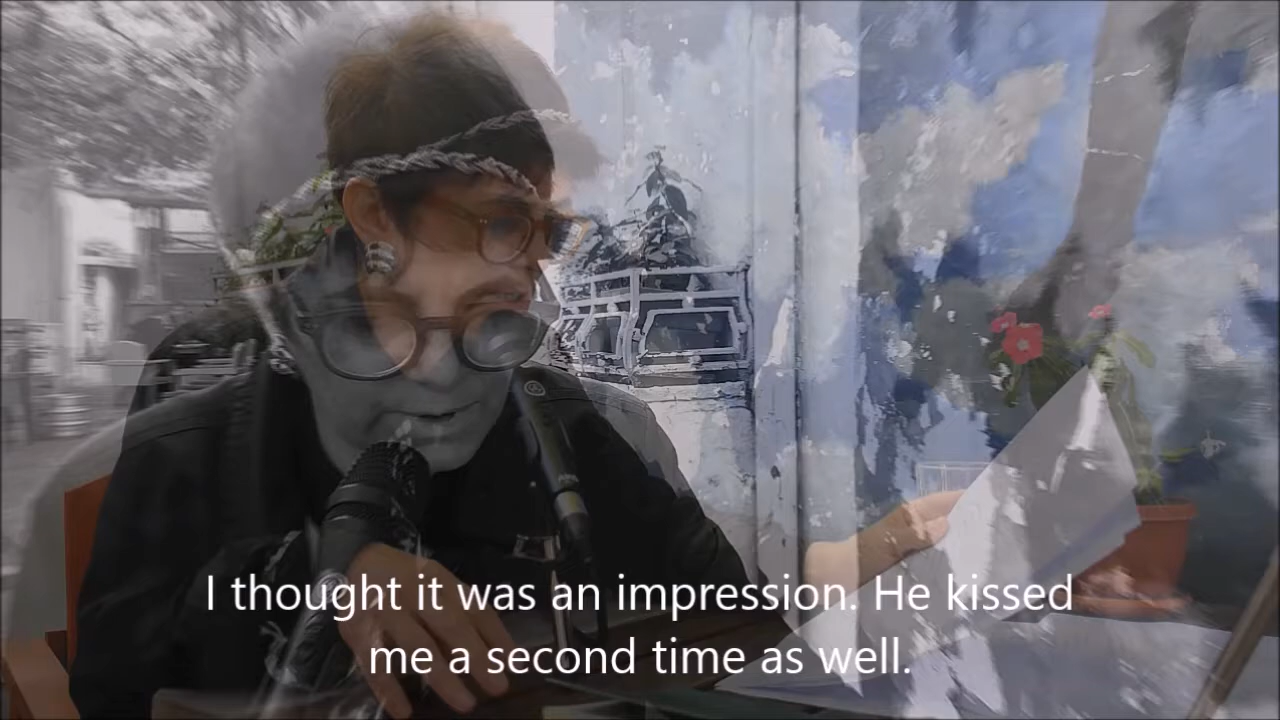 I thought it was an impression. He kissed
me a second time as well.